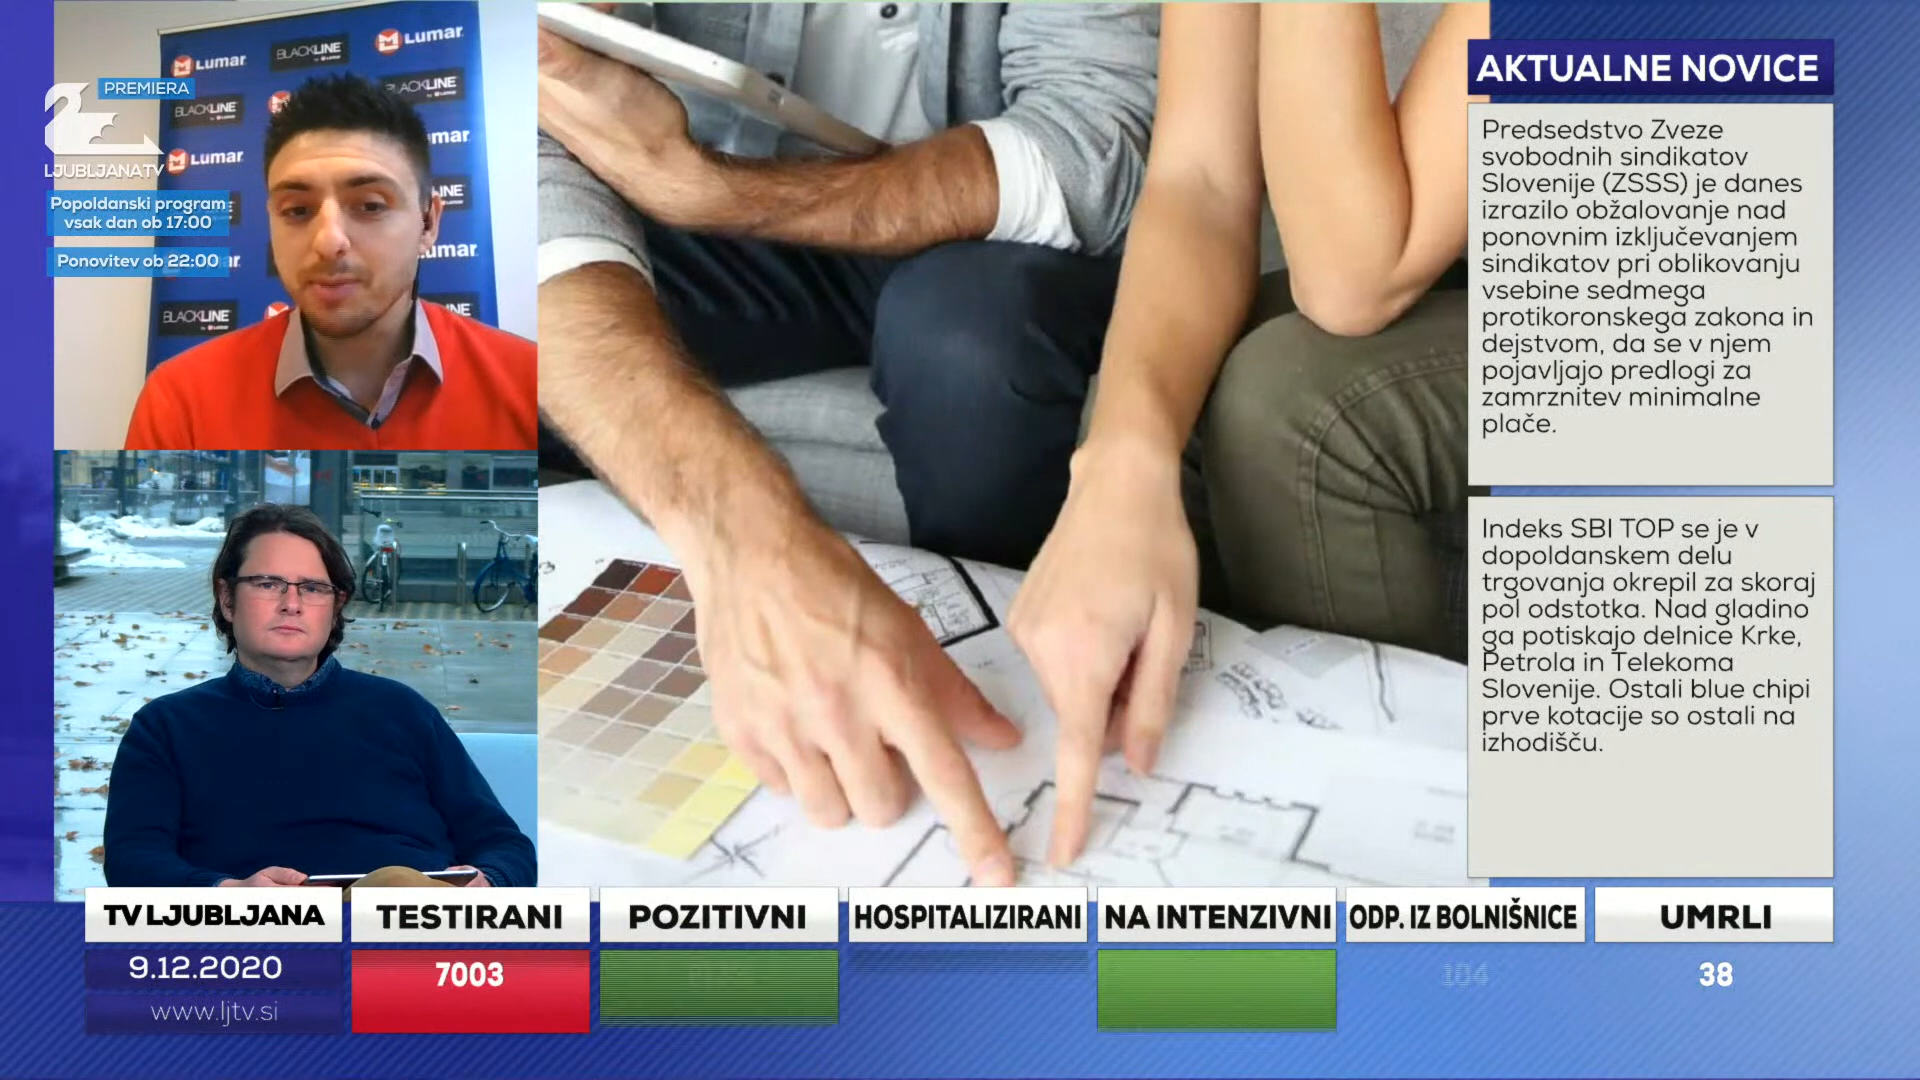 Lumar
BLACKLINE
Lumar
PREMIERA
BLACKLINE
BLACKLINE
Lumar
LJUBLJANATV
Popoldanski program
vsak dan ob 17:00
Ponovitev ob 22:00
BLACKLINE
AKTUALNE NOVICE
Predsedstvo Zveze
svobodnih sindikatov
Slovenije (ZSSS) je danes
izrazilo obžalovanje nad
ponovnim izključevanjem
sindikatov pri oblikovanju
vsebine sedmega
protikoronskega zakona in
dejstvom, da se v njem
pojavljajo predlogi za
zamrznitev minimalne
plače.
Indeks SBI TOP se je v
dopoldanskem delu
trgovanja okrepil za skoraj
pol odstotka. Nad gladino
ga potiskajo delnice Krke,
Petrola in Telekoma
Slovenije. Ostali blue chipi
prve kotacije so ostali na
izhodišču.
TV LJUBLJANA
TESTIRANI
POZITIVNI
HOSPITALIZIRANI
NA INTENZIVNI
ODP. IZ BOLNIŠNICE
UMRLI
9.12.2020
7003
104
38
www.ljtv.si